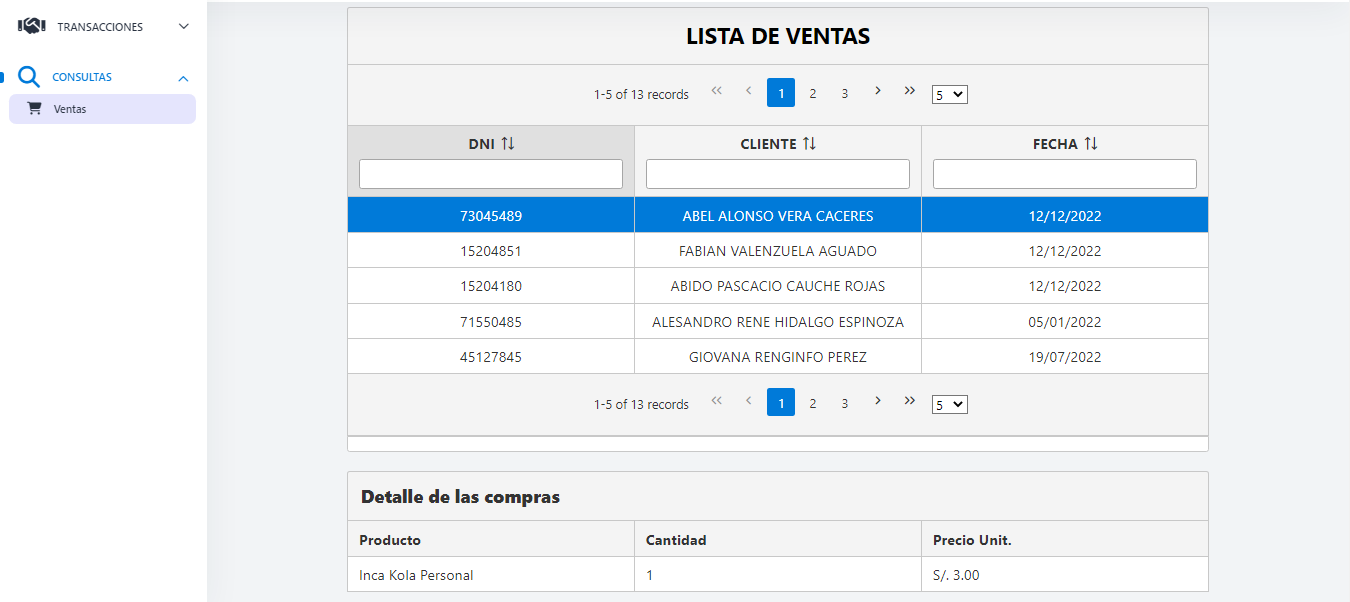 TRANSACCIONES
CONSULTAS
Ventas
LISTA DE VENTAS
1-5 of 13 records 1 2 3 5
DNI CLIENTE FECHA
73045489 ABEL ALONSO VERA CACERES 12/12/2022
15204851 FABIAN VALENZUELA AGUADO 12/12/2022
15204180 ABIDO PASCACIO CAUCHE ROJAS 12/12/2022
71550485 ALESANDRO RENE HIDALGO ESPINOZA 05/01/2022
45127845 GIOVANA RENGINFO PEREZ 19/07/2022
1-5 of 13 records 1 2 3 5
Detalle de las compras
Producto Cantidad Precio Unit.
Inca Kola Personal 1 S/. 3.00